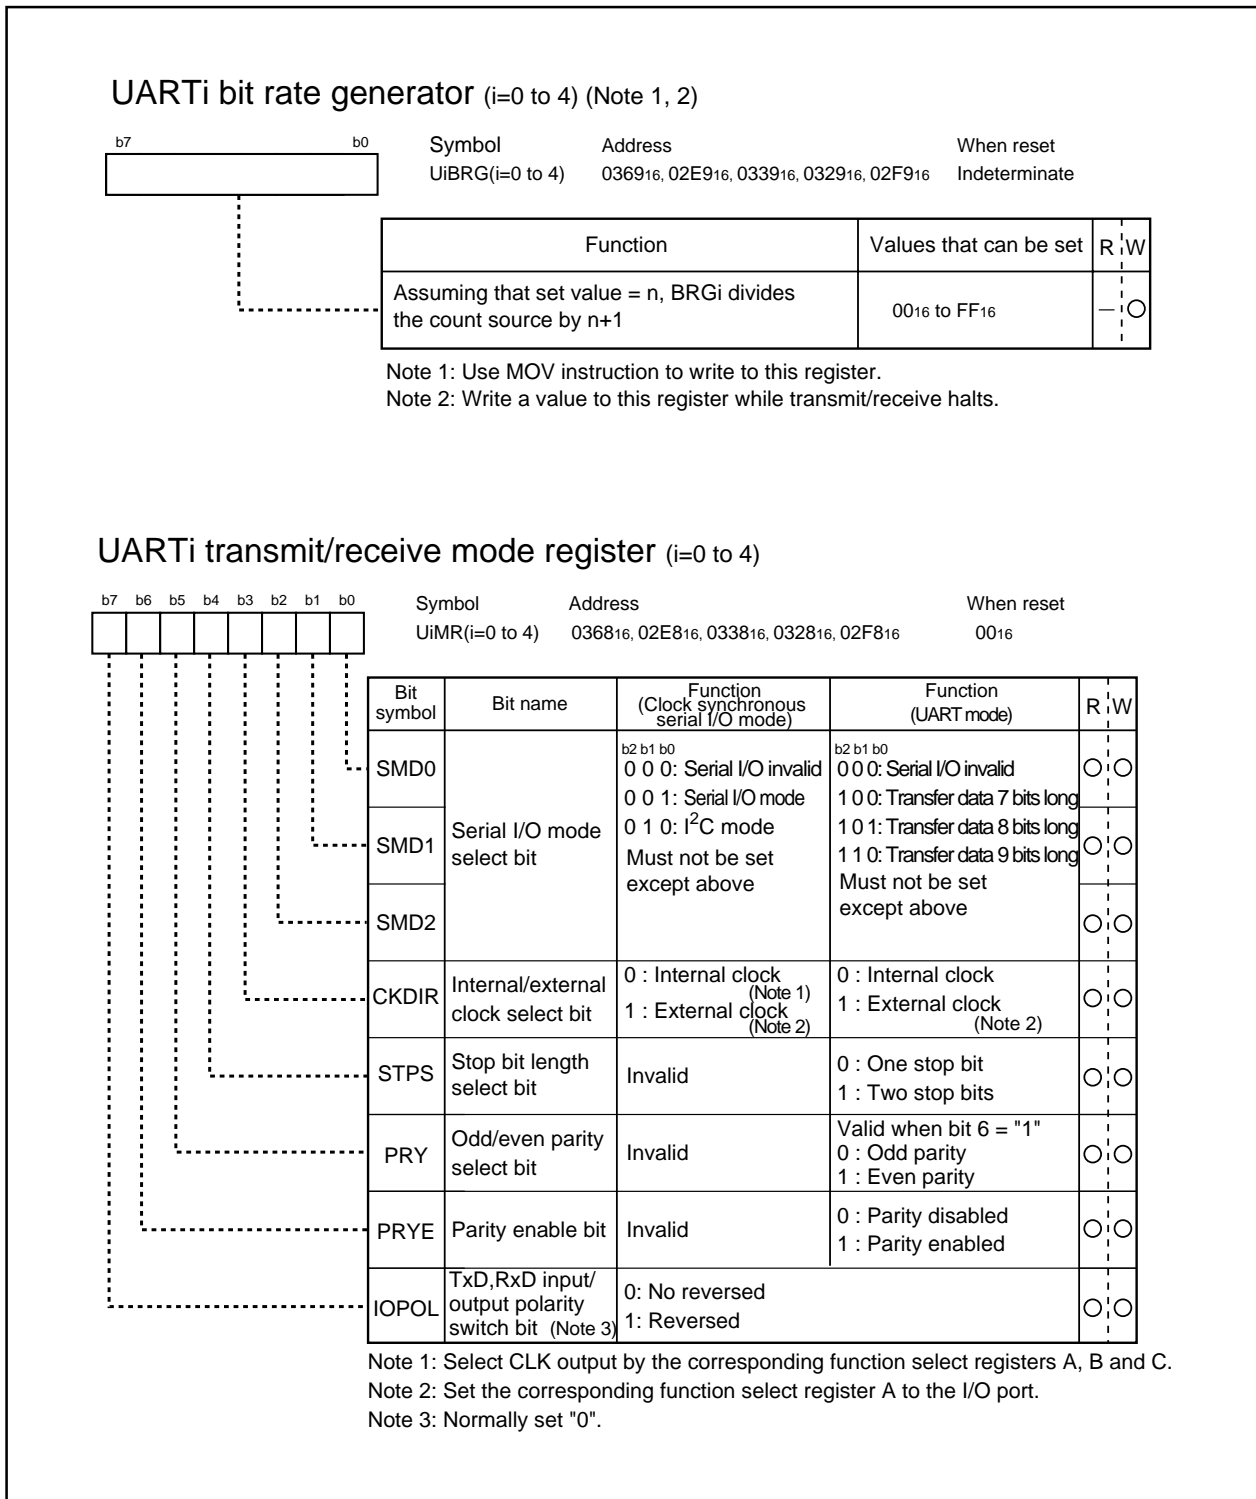 UARTi bit rate generator (i=0 to 4) (Note 1, 2)
b7 b0 Symbol Address When reset
UiBRG(i=0 to 4) 036916, 02E916, 033916, 032916, 02F916 Indeterminate
Function Values that can be set R W
Assuming that set value = n, BRGi divides
the count source by n+1
0016 to FF16 —
Note 1: Use MOV instruction to write to this register.
Note 2: Write a value to this register while transmit/receive halts.
UARTi transmit/receive mode register (i=0 to 4)
b7 b6 b5 b4 b3 b2 b1 b0 Symbol Address When reset
UiMR(i=0 to 4) 036816, 02E816, 033816, 032816, 02F816 0016
Bit
symbol
Bit name
Function
(Clock synchronous
serial I/O mode)
Function
(UART mode)
R W
SMD0
SMD1
SMD2
Serial I/O mode
select bit
b2 b1 b0
0 0 0: Serial I/O invalid
0 0 1: Serial I/O mode
0 1 0: I2C mode
Must not be set
except above
b2 b1 b0
0 0 0: Serial I/O invalid
1 0 0: Transfer data 7 bits long
1 0 1: Transfer data 8 bits long
1 1 0: Transfer data 9 bits long
Must not be set
except above
CKDIR
Internal/external
clock select bit
0 : Internal clock
(Note 1)
1 : External clock
(Note 2)
0 : Internal clock
1 : External clock
(Note 2)
STPS
Stop bit length
select bit
Invalid
0 : One stop bit
1 : Two stop bits
PRY
Odd/even parity
select bit
Invalid
Valid when bit 6 = "1"
0 : Odd parity
1 : Even parity
PRYE
Parity enable bit
Invalid
0 : Parity disabled
1 : Parity enabled
IOPOL
TxD,RxD input/
output polarity
switch bit (Note 3)
0: No reversed
1: Reversed
Note 1: Select CLK output by the corresponding function select registers A, B and C.
Note 2: Set the corresponding function select register A to the I/O port.
Note 3: Normally set "0".